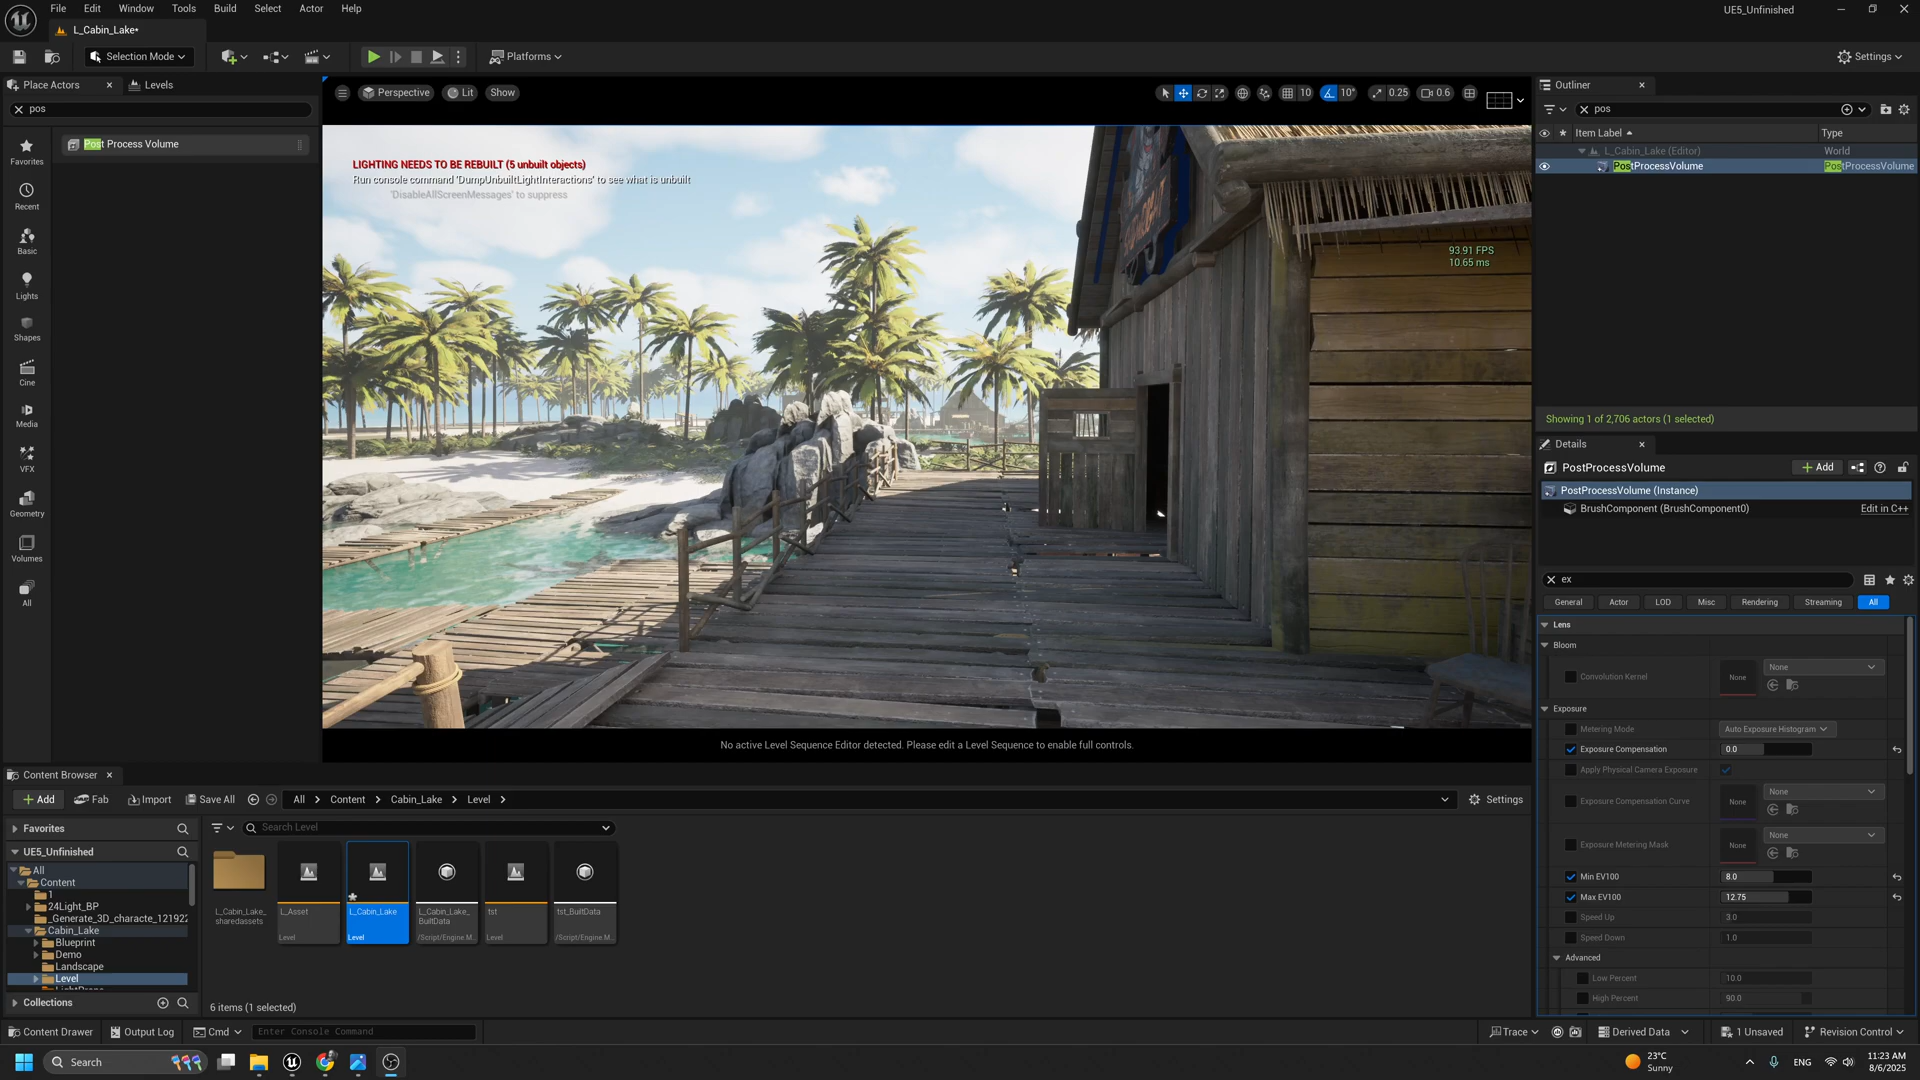 File Edit Window Tools Build Select Actor Help
UE5_Unfinished
L_Cabin_Lake*
Selection Mode
Platforms
Settings
Place Actors
Levels
pos
Post Process Volume
Favorites
Recent
Basic
Lights
Shapes
Cine
Media
VFX
Geometry
Volumes
All
Perspective
Lit
Show
10
10°
0.25
0.6
LIGHTING NEEDS TO BE REBUILT (5 unbuilt objects)
Run console command 'DumpUnbuiltLightInteractions' to see what is unbuilt
'DisableAllScreenMessages' to suppress
93.91 FPS
10.65 ms
No active Level Sequence Editor detected. Please edit a Level Sequence to enable full controls.
Outliner
pos
Item Label
Type
L_Cabin_Lake (Editor)
World
PostProcessVolume
PostProcessVolume
Showing 1 of 2,706 actors (1 selected)
Details
PostProcessVolume
Add
PostProcessVolume (Instance)
BrushComponent (BrushComponent0)
Edit in C++
ex
General
Actor
LOD
Misc
Rendering
Streaming
All
Lens
Bloom
Convolution Kernel
None
None
Exposure
Metering Mode
Auto Exposure Histogram
Exposure Compensation
0.0
Apply Physical Camera Exposure
Exposure Compensation Curve
None
None
Exposure Metering Mask
None
None
Min EV100
8.0
Max EV100
12.75
Speed Up
3.0
Speed Down
1.0
Advanced
Low Percent
10.0
High Percent
90.0
Content Browser
Add
Fab
Import
Save All
All
Content
Cabin_Lake
Level
Settings
Favorites
UE5_Unfinished
All
Content
1
24Light_BP
_Generate_3D_characte_121922
Cabin_Lake
Blueprint
Demo
Landscape
Level
Collections
Search Level
L_Cabin_Lake_
sharedassets
L_Asset
Level
L_Cabin_Lake
Level
L_Cabin_Lake_
BuiltData
/Script/Engine.M...
tst
Level
tst_BuiltData
/Script/Engine.M...
6 items (1 selected)
Content Drawer
Output Log
Cmd
Enter Console Command
Trace
Derived Data
1 Unsaved
Revision Control
Search
23°C
Sunny
ENG
11:23 AM
8/6/2025